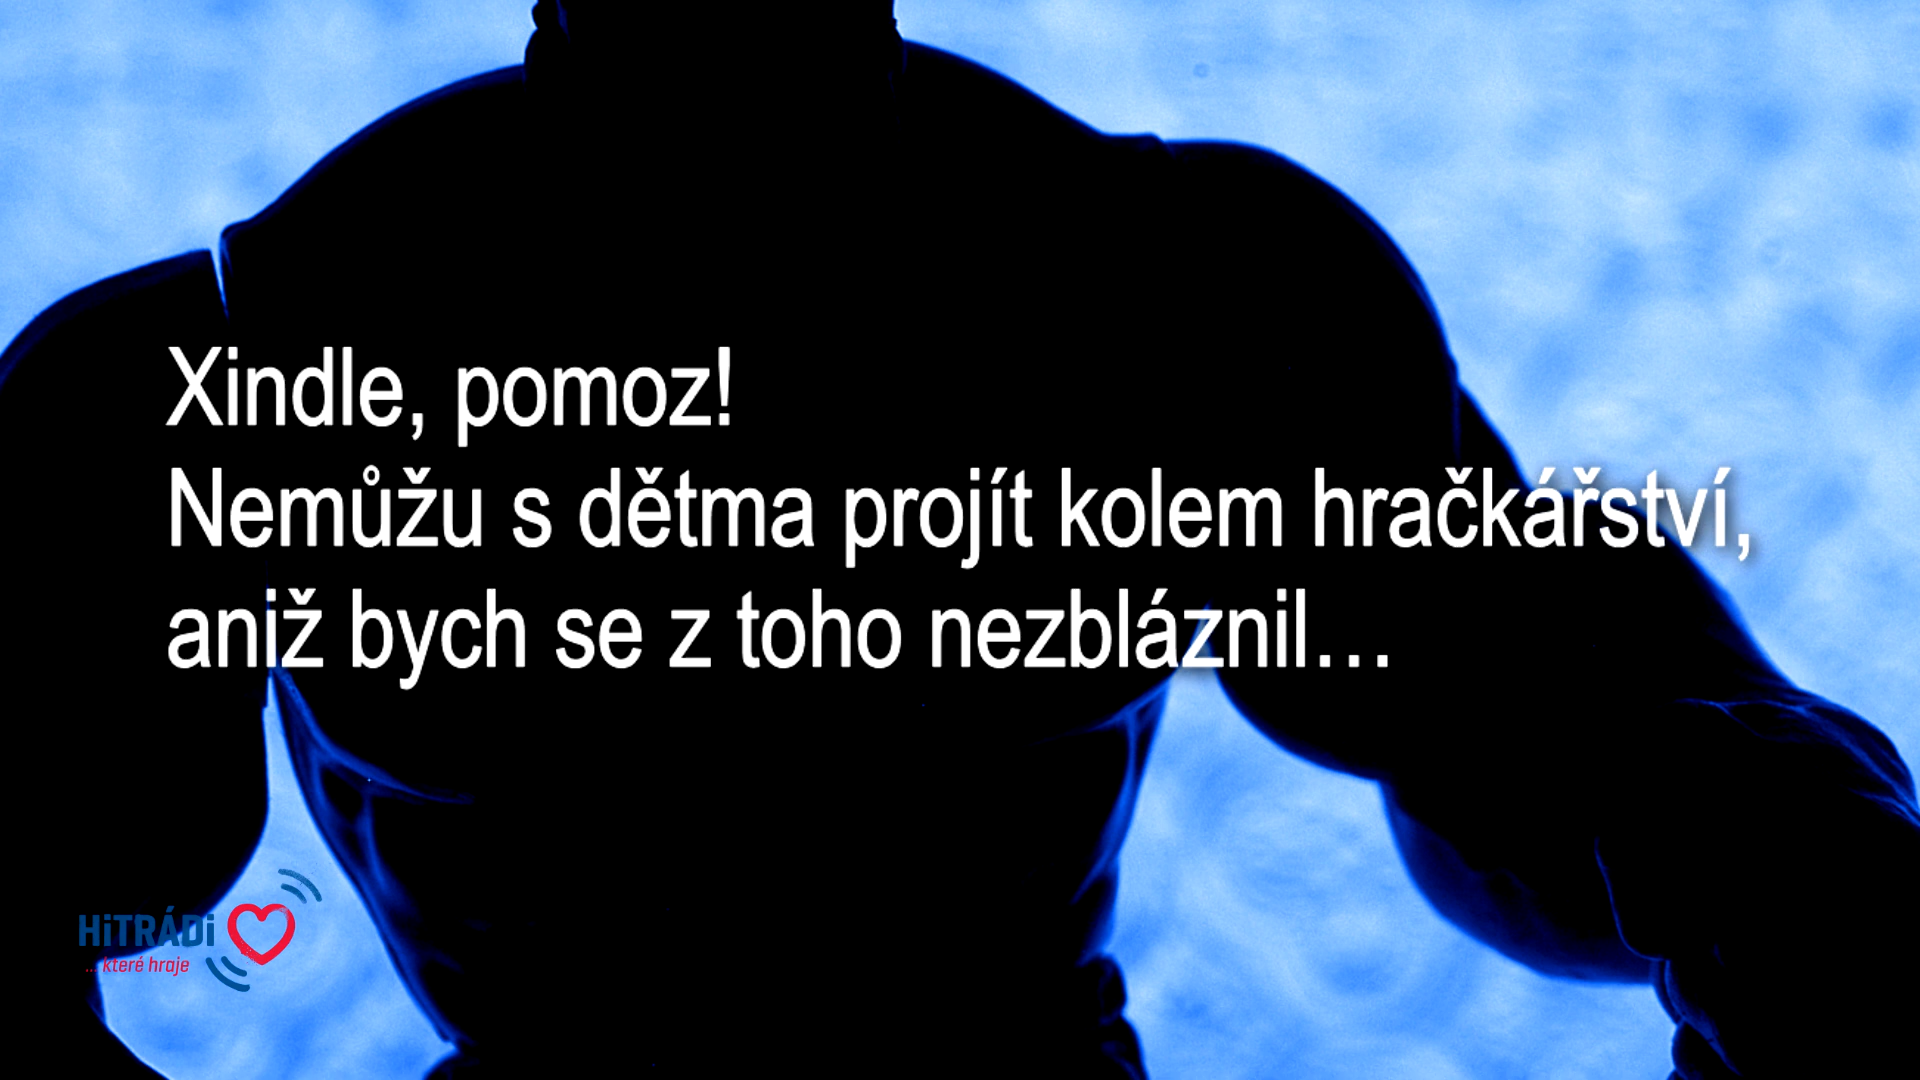 Xindle, pomoz!
Nemůžu s dětma projít kolem hračkářství,
aniž bych se z toho nezbláznil...
HiTRÁDi
... které hraje